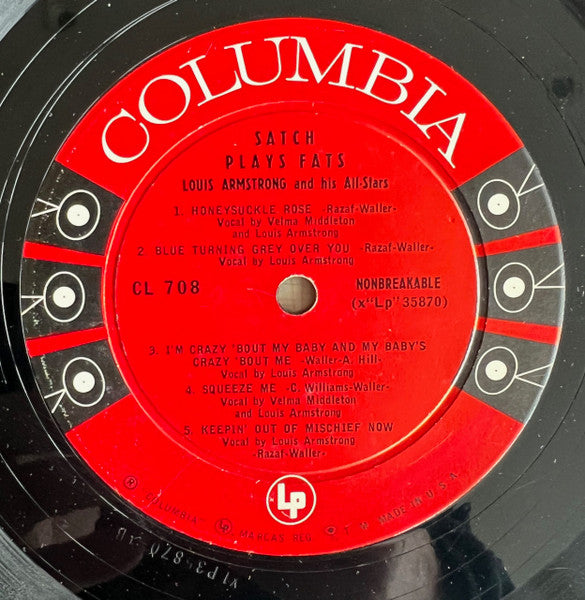 COLUMBIA
SATCH
PLAYS FATS
LOUIS ARMSTRONG and his All-Stars
1. HONEYSUCKLE ROSE -Razaf-Waller-
Vocal by Velma Middleton
and Louis Armstrong
2. BLUE TURNING GREY OVER YOU -Razaf-Waller-
Vocal by Louis Armstrong
CL 708
NONBREAKABLE
(x"Lp"35870)
3. I'M CRAZY 'BOUT MY BABY AND MY BABY'S
CRAZY 'BOUT ME -Waller-A. Hill-
Vocal by Louis Armstrong
4. SQUEEZE ME -C. Williams-Waller-
Vocal by Velma Middleton
and Louis Armstrong
5. KEEPIN' OUT OF MISCHIEF NOW
Vocal by Louis Armstrong
-Razaf-Waller-
LP
® "COLUMBIA" LP MARCAS REG. ® T ✱ MADE IN U.S.A.